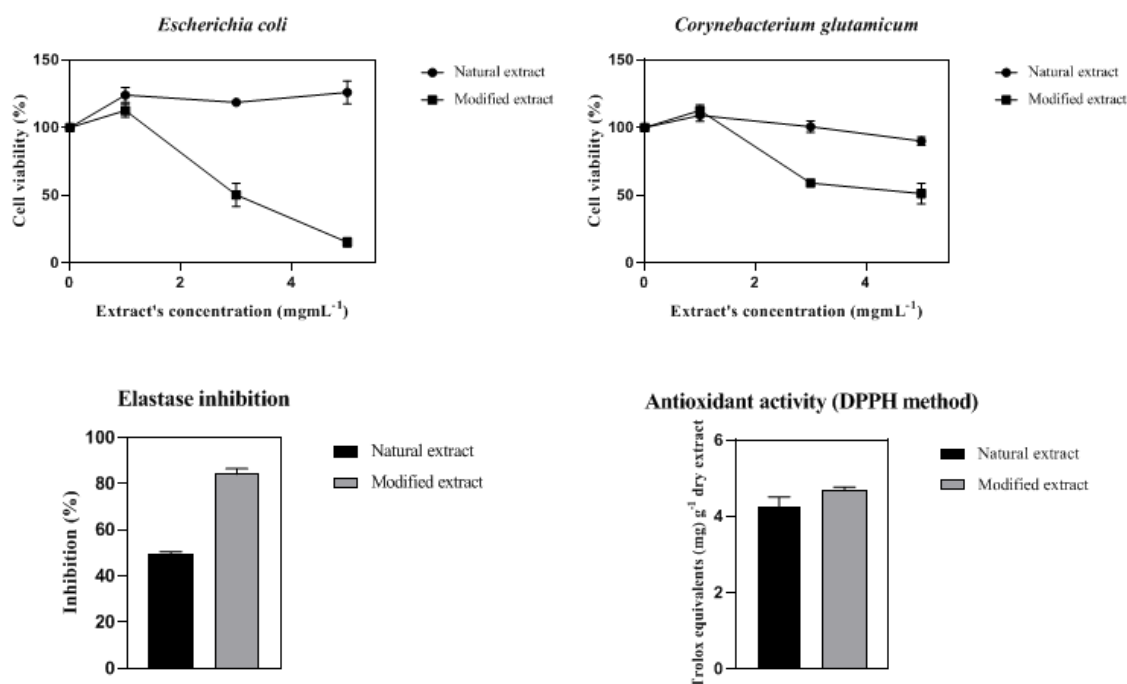 Escherichia coli
150
100
50
0
Cell viability (%)
0 2 4
Extract's concentration (mgmL-1)
Natural extract
Modified extract
Corynebacterium glutamicum
150
100
50
0
Cell viability (%)
0 2 4
Extract's concentration (mgmL-1)
Natural extract
Modified extract
Elastase inhibition
100
80
60
40
20
0
Inhibition (%)
Natural extract
Modified extract
Antioxidant activity (DPPH method)
6
4
2
0
Trolox equivalents (mg) g-1 dry extract
Natural extract
Modified extract